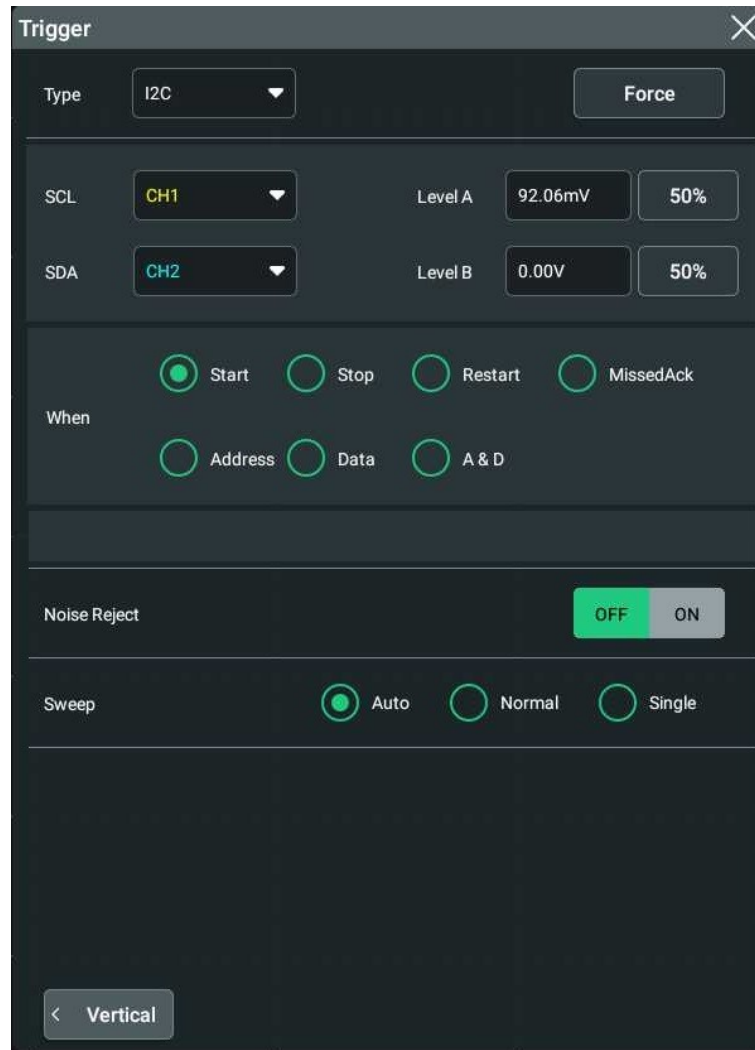 Trigger
Type I2C Force
SCL CH1 Level A 92.06mV 50%
SDA CH2 Level B 0.00V 50%
Start Stop Restart MissedAck
When
Address Data A & D
Noise Reject OFF ON
Sweep Auto Normal Single
< Vertical